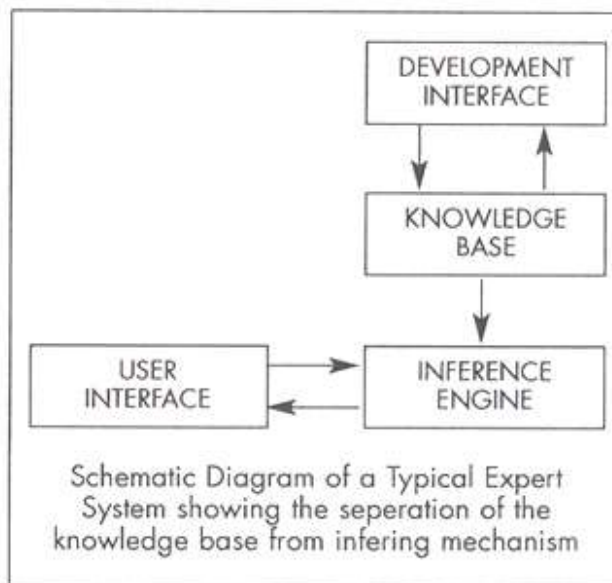 DEVELOPMENT
INTERFACE
KNOWLEDGE
BASE
USER
INTERFACE
INFERENCE
ENGINE
Schematic Diagram of a Typical Expert
System showing the seperation of the
knowledge base from infering mechanism